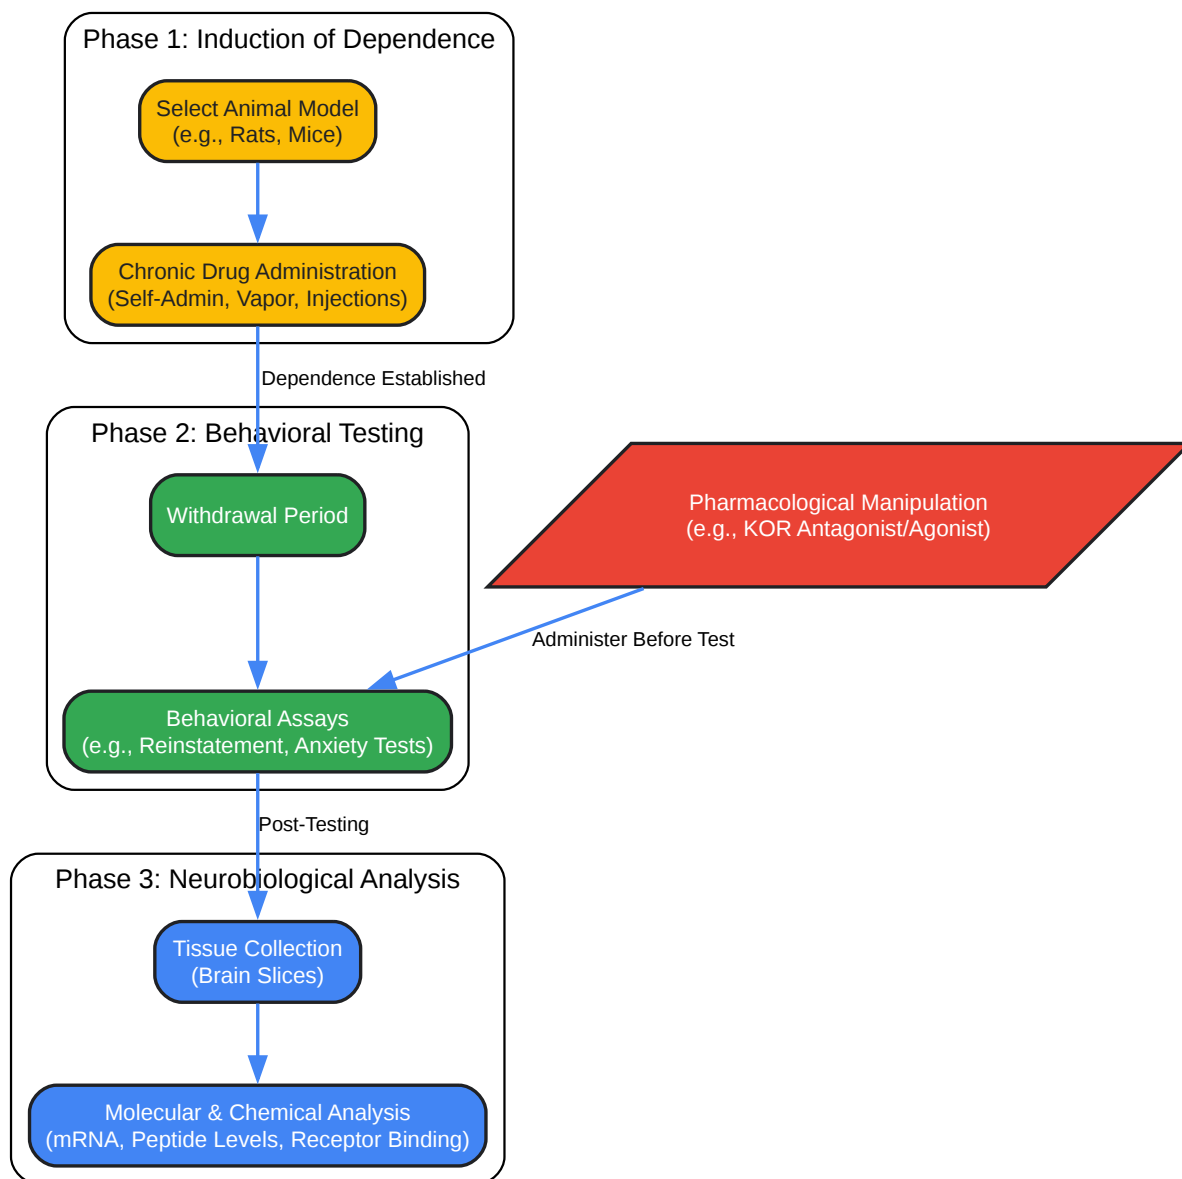 Phase 1: Induction of Dependence
Select Animal Model
(e.g., Rats, Mice)
Chronic Drug Administration
(Self-Admin, Vapor, Injections)
Dependence Established
Phase 2: Behavioral Testing
Withdrawal Period
Pharmacological Manipulation
(e.g., KOR Antagonist/Agonist)
Administer Before Test
Behavioral Assays
(e.g., Reinstatement, Anxiety Tests)
Post-Testing
Phase 3: Neurobiological Analysis
Tissue Collection
(Brain Slices)
Molecular & Chemical Analysis
(mRNA, Peptide Levels, Receptor Binding)